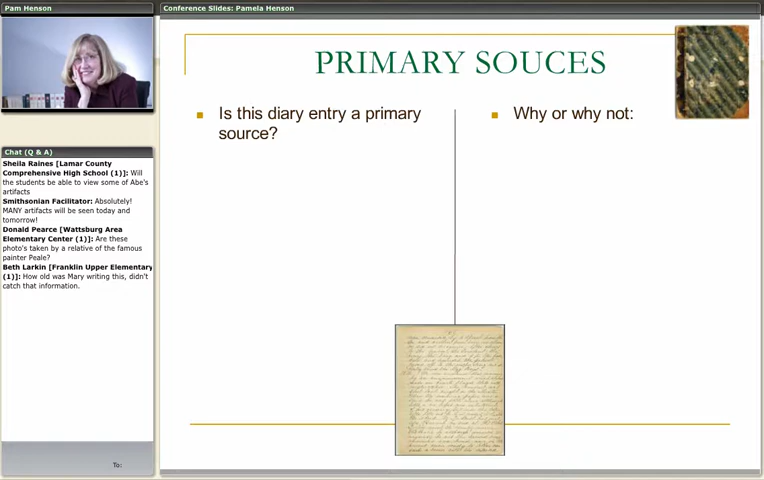 Pam Henson
Conference Slides: Pamela Henson
PRIMARY SOUCES
Is this diary entry a primary
source?
Why or why not:
Chat (Q & A)
Sheila Raines [Lamar County
Comprehensive High School (1)]: Will
the students be able to view some of Abe's
artifacts
Smithsonian Facilitator: Absolutely!
MANY artifacts will be seen today and
tomorrow!
Donald Pearce [Wattsburg Area
Elementary Center (1)]: Are these
photo's taken by a relative of the famous
painter Peale?
Beth Larkin [Franklin Upper Elementary
(1)]: How old was Mary writing this, didn't
catch that information.
To: